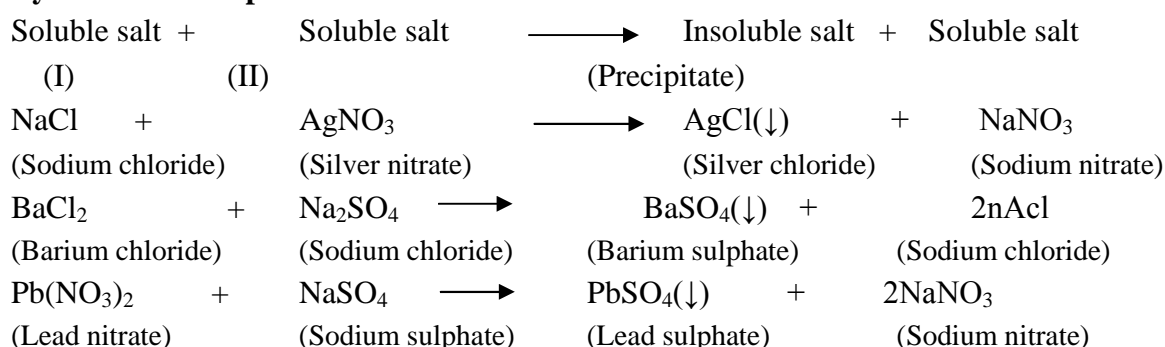 Soluble salt + Soluble salt ⟶ Insoluble salt + Soluble salt
(I) (II) (Precipitate)
NaCl + AgNO₃ ⟶ AgCl(↓) + NaNO₃
(Sodium chloride) (Silver nitrate) (Silver chloride) (Sodium nitrate)
BaCl₂ + Na₂SO₄ ⟶ BaSO₄(↓) + 2nAcl
(Barium chloride) (Sodium chloride) (Barium sulphate) (Sodium chloride)
Pb(NO₃)₂ + NaSO₄ ⟶ PbSO₄(↓) + 2NaNO₃
(Lead nitrate) (Sodium sulphate) (Lead sulphate) (Sodium nitrate)